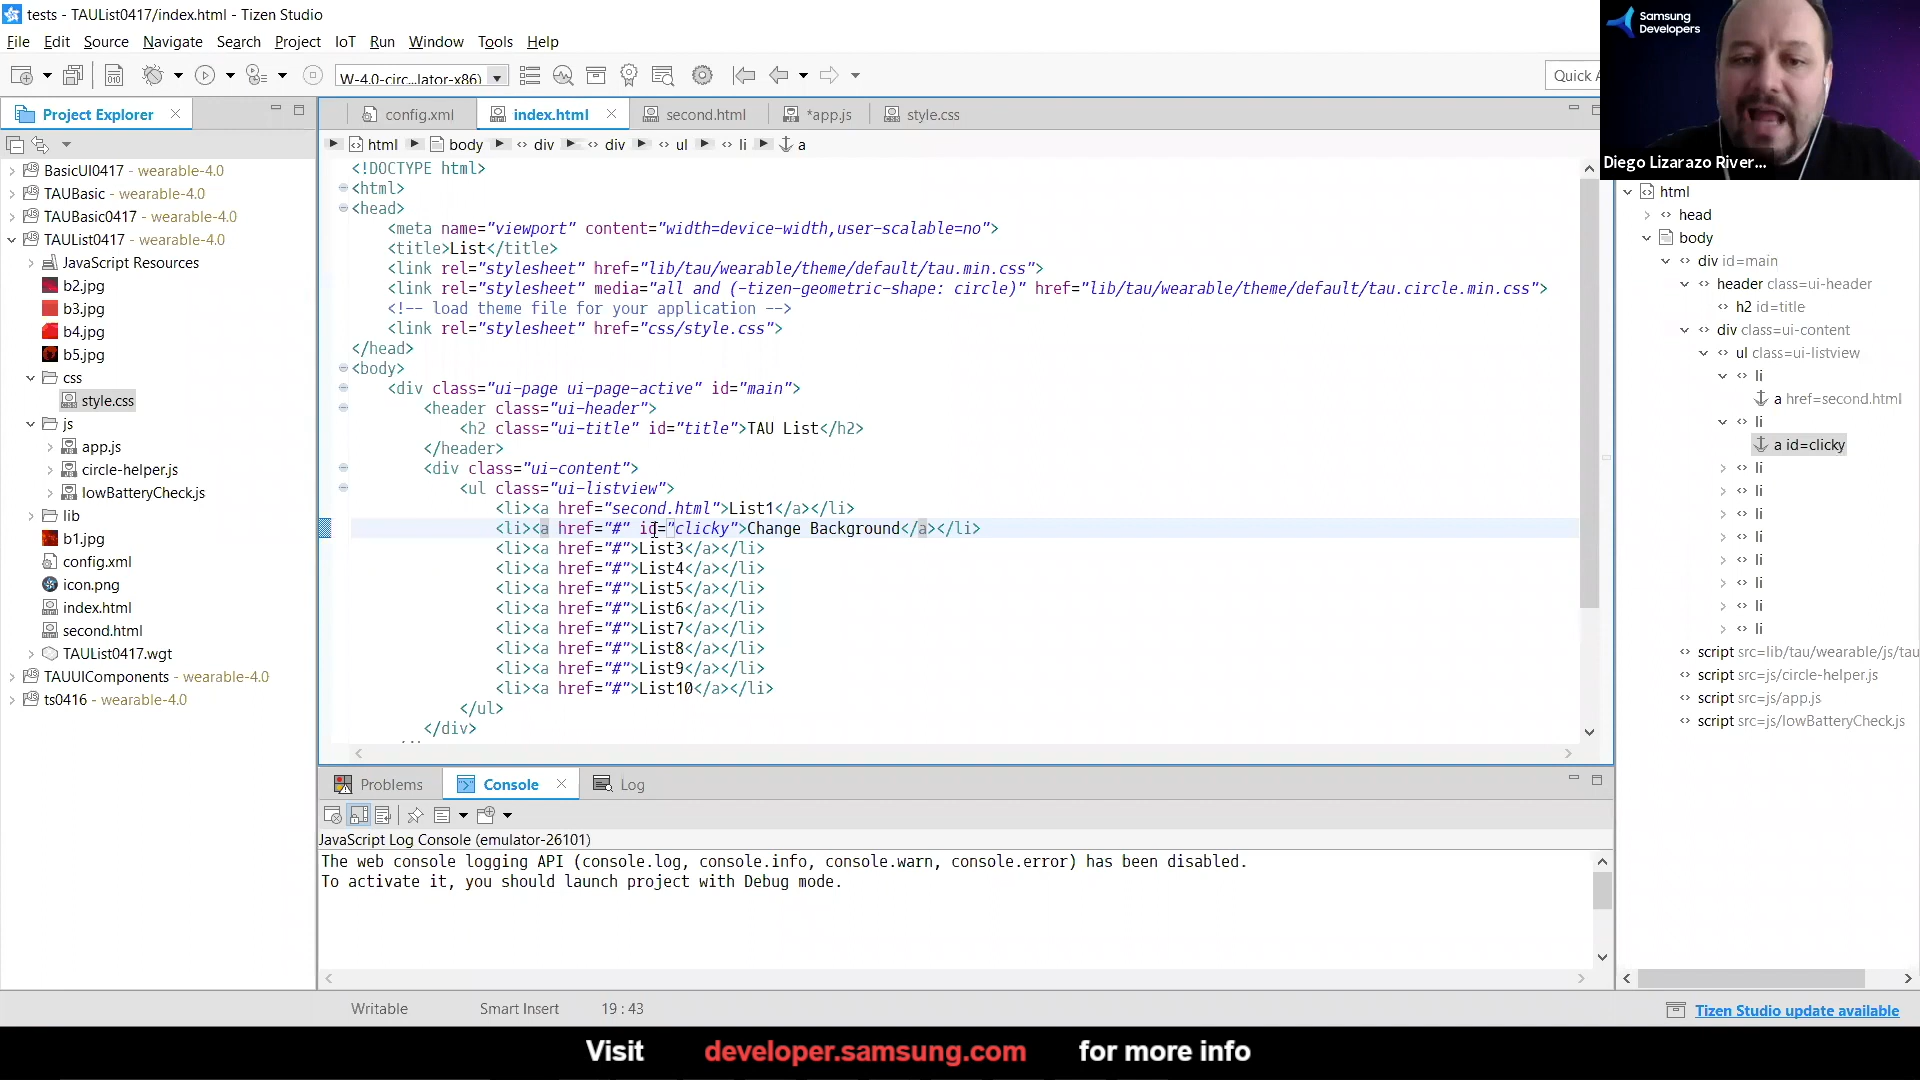 tests - TAUList0417/index.html - Tizen Studio
File Edit Source Navigate Search Project IoT Run Window Tools Help
W-4.0-circ...lator-x86)
Quick A
Samsung
Developers
Diego Lizarazo River...
Project Explorer
config.xml
index.html
second.html
*app.js
style.css
html body div div ul li a
BasicUI0417 - wearable-4.0
TAUBasic - wearable-4.0
TAUBasic0417 - wearable-4.0
TAUList0417 - wearable-4.0
JavaScript Resources
b2.jpg
b3.jpg
b4.jpg
b5.jpg
css
style.css
js
app.js
circle-helper.js
lowBatteryCheck.js
lib
b1.jpg
config.xml
icon.png
index.html
second.html
TAUList0417.wgt
TAUUIComponents - wearable-4.0
ts0416 - wearable-4.0
<!DOCTYPE html>
<html>
<head>
<meta name="viewport" content="width=device-width,user-scalable=no">
<title>List</title>
<link rel="stylesheet" href="lib/tau/wearable/theme/default/tau.min.css">
<link rel="stylesheet" media="all and (-tizen-geometric-shape: circle)" href="lib/tau/wearable/theme/default/tau.circle.min.css">
<!-- load theme file for your application -->
<link rel="stylesheet" href="css/style.css">
</head>
<body>
<div class="ui-page ui-page-active" id="main">
<header class="ui-header">
<h2 class="ui-title" id="title">TAU List</h2>
</header>
<div class="ui-content">
<ul class="ui-listview">
<li><a href="second.html">List1</a></li>
<li><a href="#" id="clicky">Change Background</a></li>
<li><a href="#">List3</a></li>
<li><a href="#">List4</a></li>
<li><a href="#">List5</a></li>
<li><a href="#">List6</a></li>
<li><a href="#">List7</a></li>
<li><a href="#">List8</a></li>
<li><a href="#">List9</a></li>
<li><a href="#">List10</a></li>
</ul>
</div>
html
head
body
div id=main
header class=ui-header
h2 id=title
div class=ui-content
ul class=ui-listview
li
a href=second.html
li
a id=clicky
li
li
li
li
li
li
li
li
script src=lib/tau/wearable/js/tau
script src=js/circle-helper.js
script src=js/app.js
script src=js/lowBatteryCheck.js
Problems
Console
Log
JavaScript Log Console (emulator-26101)
The web console logging API (console.log, console.info, console.warn, console.error) has been disabled.
To activate it, you should launch project with Debug mode.
Writable
Smart Insert
19 : 43
Tizen Studio update available
Visit developer.samsung.com for more info